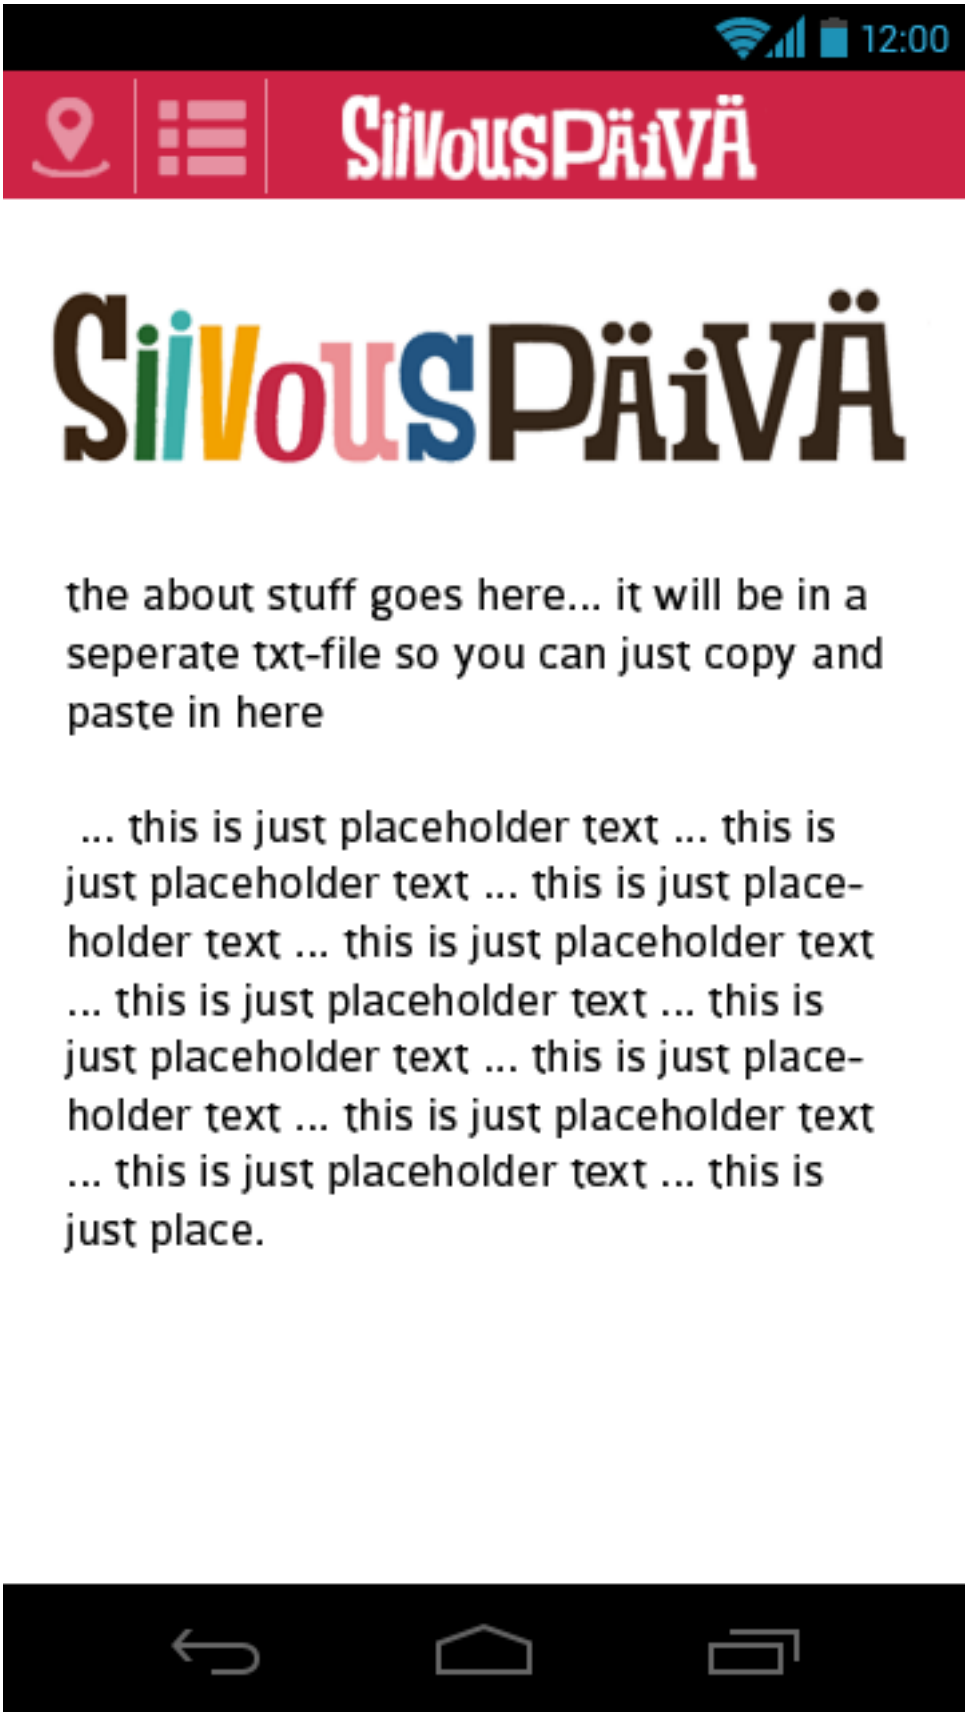 12:00
SiiVOUSPÄiVÄ
SiiVOUSPÄiVÄ
the about stuff goes here... it will be in a
seperate txt-file so you can just copy and
paste in here
... this is just placeholder text ... this is
just placeholder text ... this is just place-
holder text ... this is just placeholder text
... this is just placeholder text ... this is
just placeholder text ... this is just place-
holder text ... this is just placeholder text
... this is just placeholder text ... this is
just place.